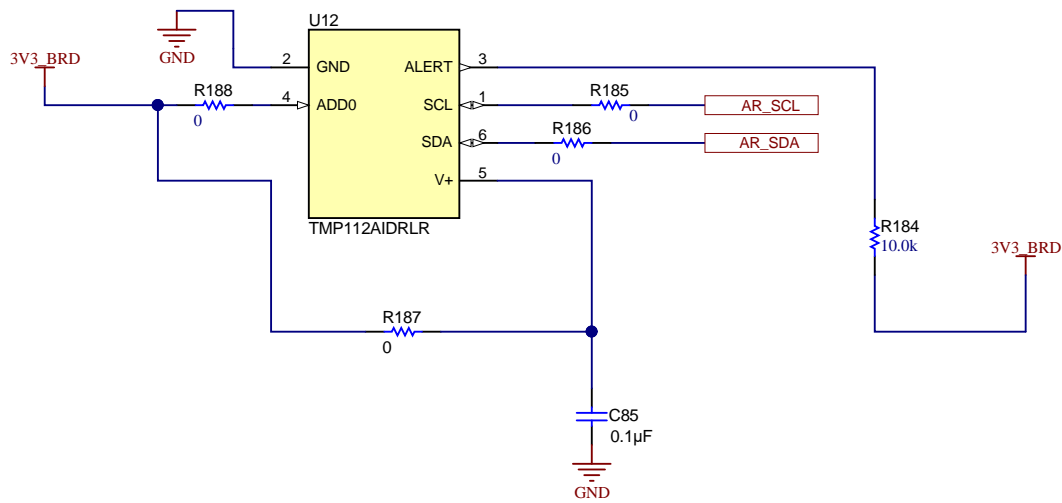 U12
GND
3V3_BRD
2
GND
ALERT
3
R188
0
4
ADD0
SCL
1
R185
0
AR_SCL
SDA
6
R186
0
AR_SDA
V+
5
TMP112AIDRLR
R184
10.0k
3V3_BRD
R187
0
C85
0.1µF
GND